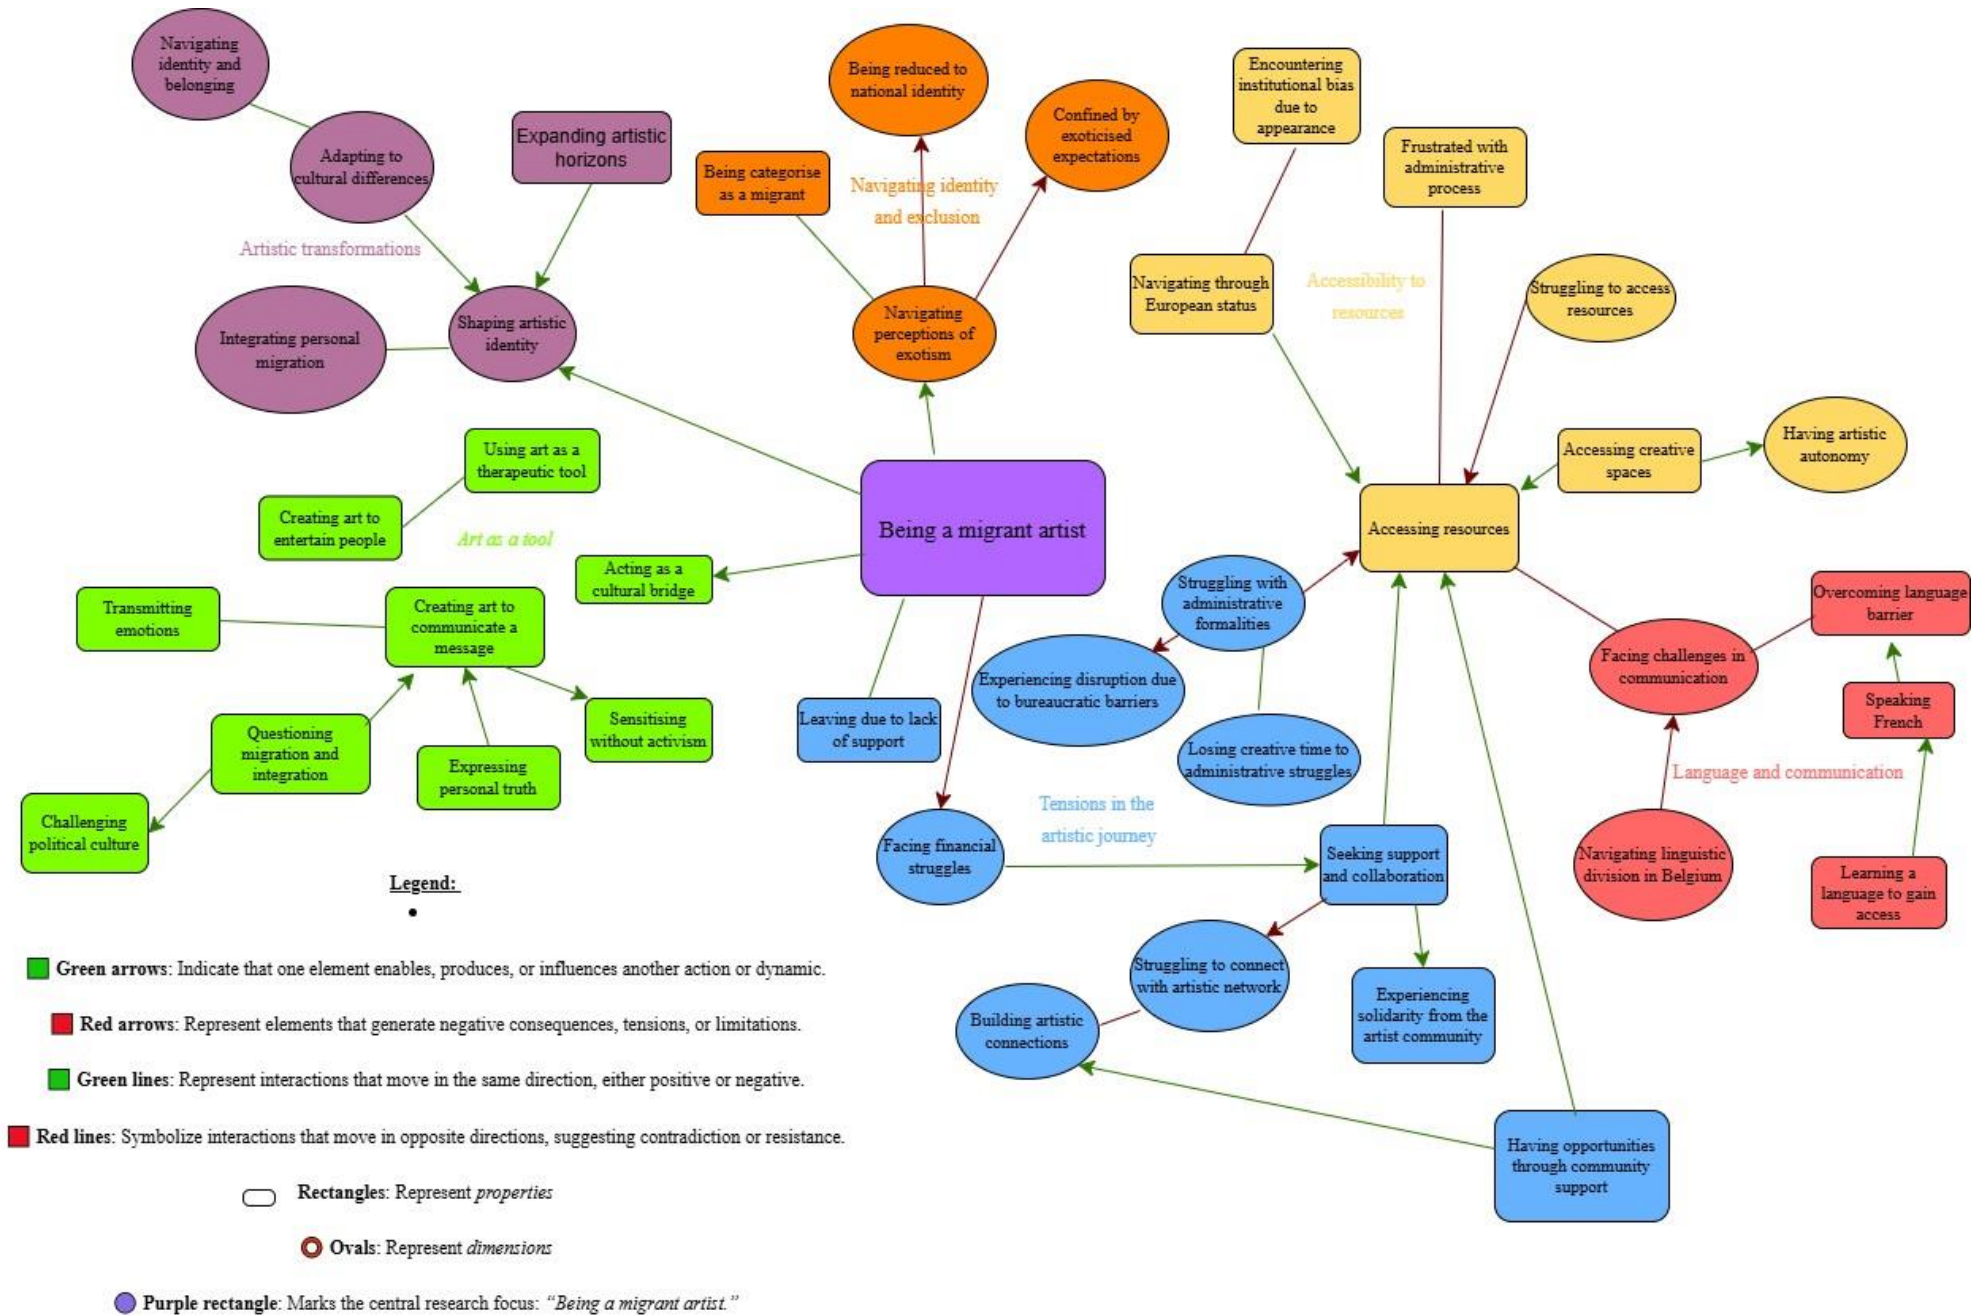 Navigating
identity and
belonging
Adapting to
cultural differences
Expanding artistic
horizons
Artistic transformations
Integrating personal
migration
Shaping artistic
identity
Being reduced to
national identity
Confined by
exoticised
expectations
Being categorise
as a migrant
Navigating identity
and exclusion
Navigating
perceptions of
exotism
Encountering
institutional bias
due to
appearance
Frustrated with
administrative
process
Navigating through
European status
Accessibility to
resources
Struggling to access
resources
Accessing creative
spaces
Having artistic
autonomy
Accessing resources
Using art as a
therapeutic tool
Creating art to
entertain people
Art as a tool
Acting as a
cultural bridge
Being a migrant artist
Transmitting
emotions
Creating art to
communicate a
message
Questioning
migration and
integration
Expressing
personal truth
Sensitising
without activism
Challenging
political culture
Struggling with
administrative
formalities
Experiencing disruption due
to bureaucratic barriers
Leaving due to lack
of support
Losing creative time to
administrative struggles
Tensions in the
artistic journey
Facing financial
struggles
Seeking support
and collaboration
Struggling to connect
with artistic network
Building artistic
connections
Experiencing
solidarity from the
artist community
Having opportunities
through community
support
Overcoming language
barrier
Facing challenges in
communication
Speaking
French
Language and communication
Navigating linguistic
division in Belgium
Learning a
language to gain
access
Legend:
•
Green arrows: Indicate that one element enables, produces, or influences another action or dynamic.
Red arrows: Represent elements that generate negative consequences, tensions, or limitations.
Green lines: Represent interactions that move in the same direction, either positive or negative.
Red lines: Symbolize interactions that move in opposite directions, suggesting contradiction or resistance.
Rectangles: Represent properties
Ovals: Represent dimensions
Purple rectangle: Marks the central research focus: “Being a migrant artist.”